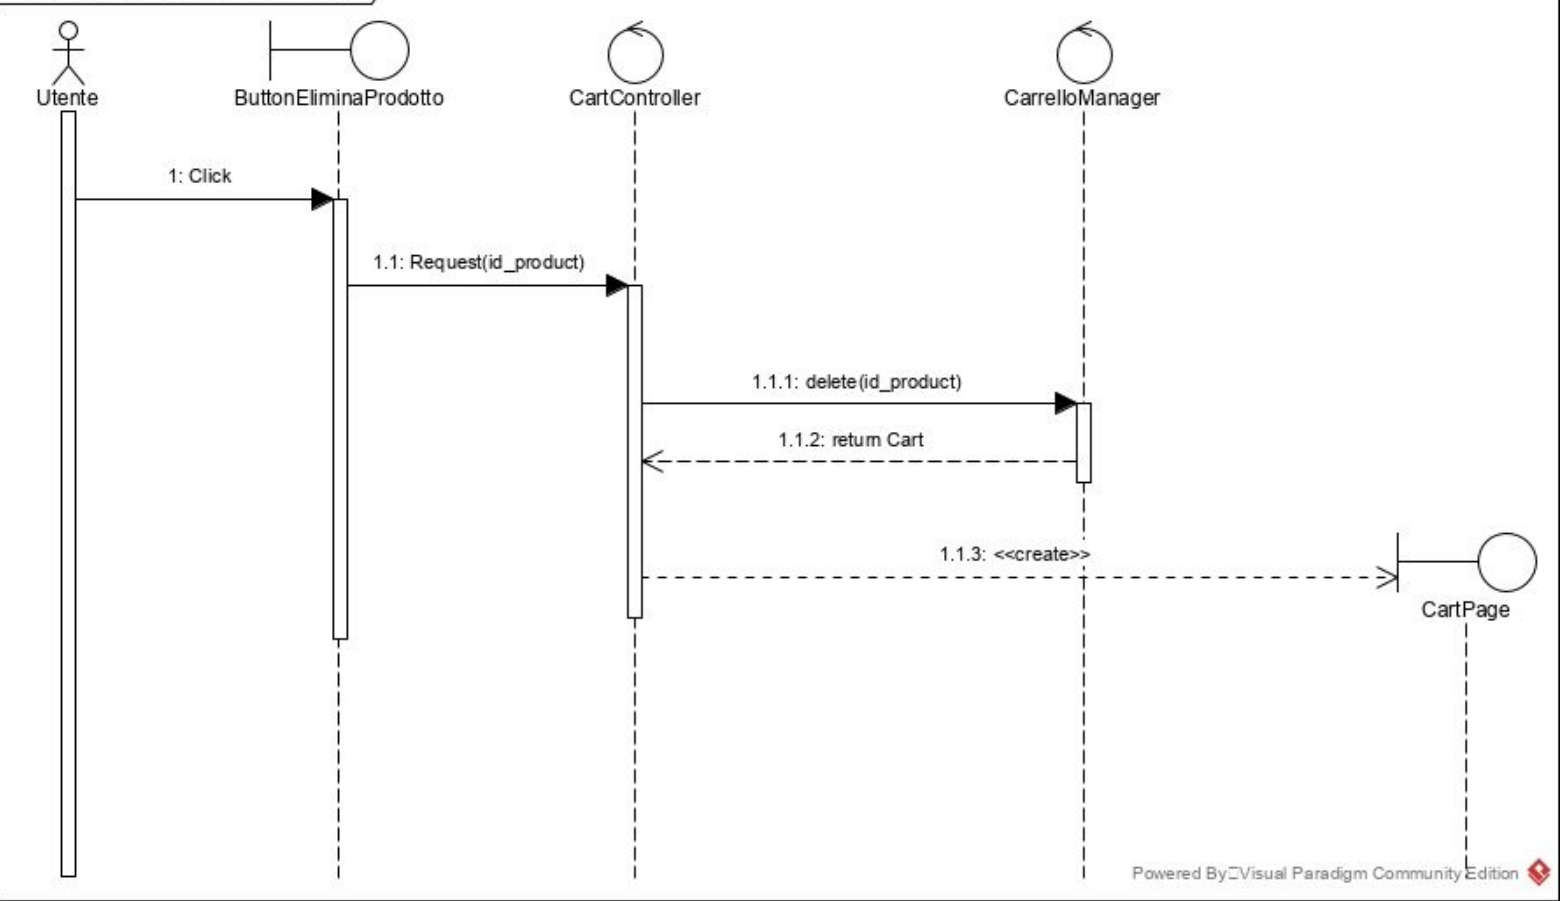 Utente
ButtonEliminaProdotto
CartController
CarrelloManager
1: Click
1.1: Request(id_product)
1.1.1: delete(id_product)
1.1.2: return Cart
1.1.3: <<create>>
CartPage
Powered By Visual Paradigm Community Edition